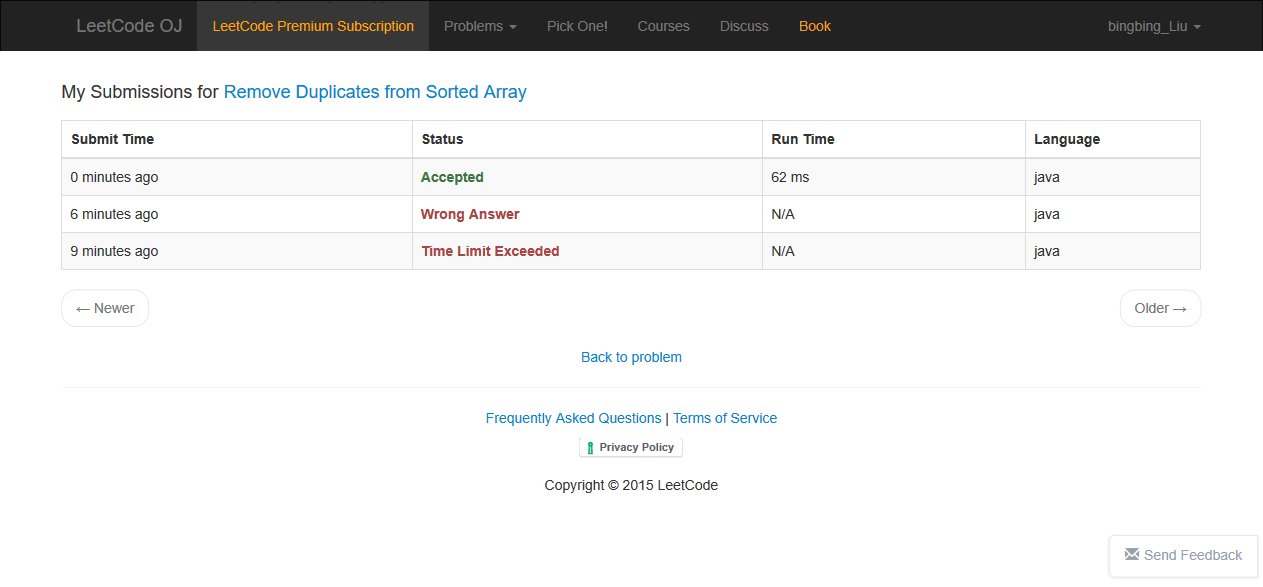 LeetCode OJ LeetCode Premium Subscription Problems Pick One! Courses Discuss Book bingbing_Liu
My Submissions for Remove Duplicates from Sorted Array
Submit Time Status Run Time Language
0 minutes ago Accepted 62 ms java
6 minutes ago Wrong Answer N/A java
9 minutes ago Time Limit Exceeded N/A java
← Newer Older →
Back to problem
Frequently Asked Questions | Terms of Service
Privacy Policy
Copyright © 2015 LeetCode
Send Feedback